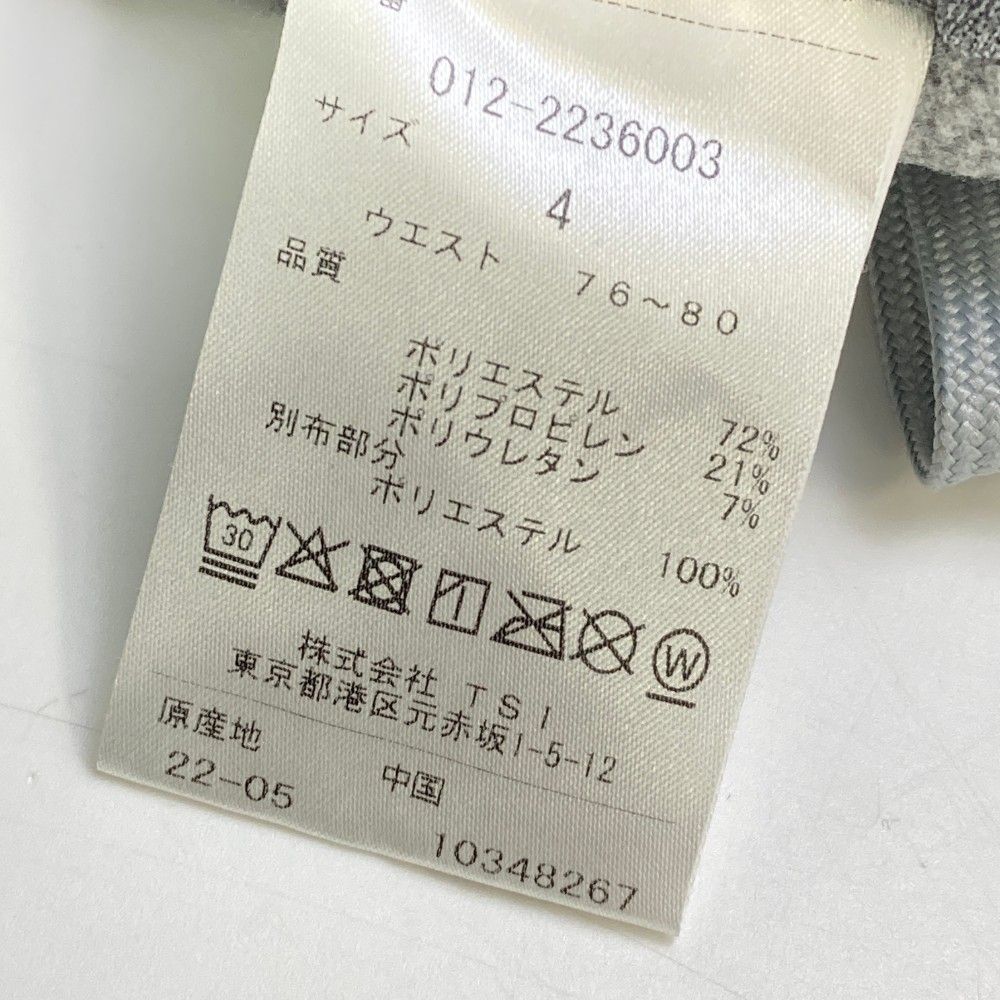 012-2236003
サイズ
4
ウエスト 76～80
品質
ポリエステル 72%
ポリプロピレン 21%
ポリウレタン 7%
別布部分
ポリエステル 100%
30
W
株式会社 TSI
東京都港区元赤坂1-5-12
原産地 中国
22-05 10348267